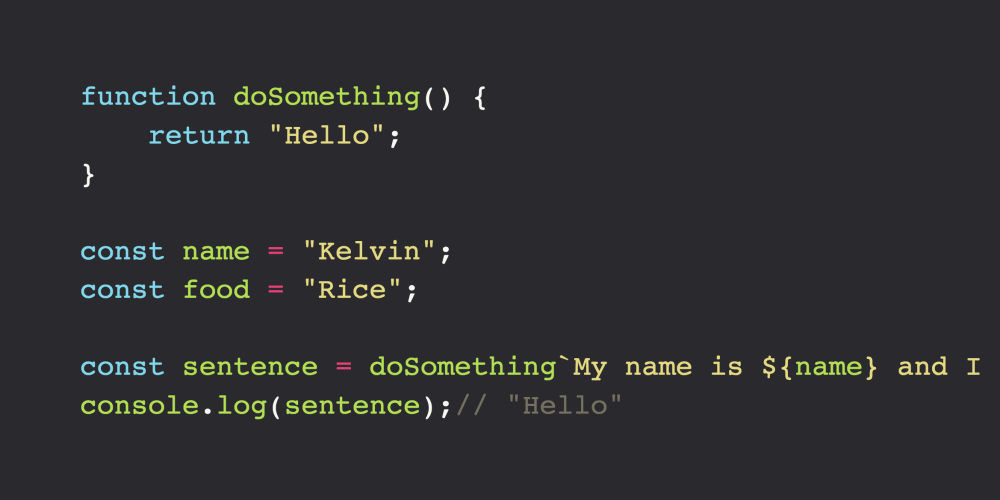 function doSomething() {
    return "Hello";
}
const name = "Kelvin";
const food = "Rice";
const sentence = doSomething`My name is ${name} and I
console.log(sentence);// "Hello"